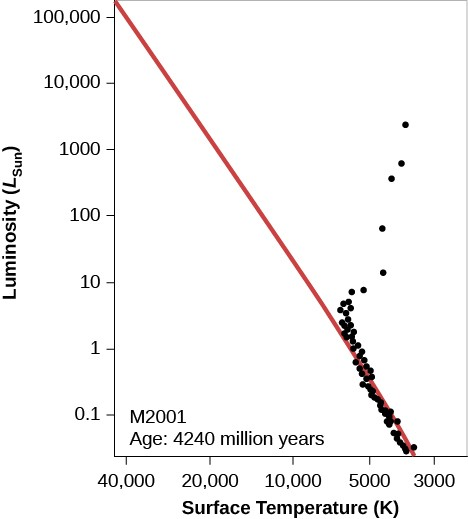 Luminosity (LSun)
100,000
10,000
1000
100
10
1
0.1
M2001
Age: 4240 million years
40,000 20,000 10,000 5000 3000
Surface Temperature (K)